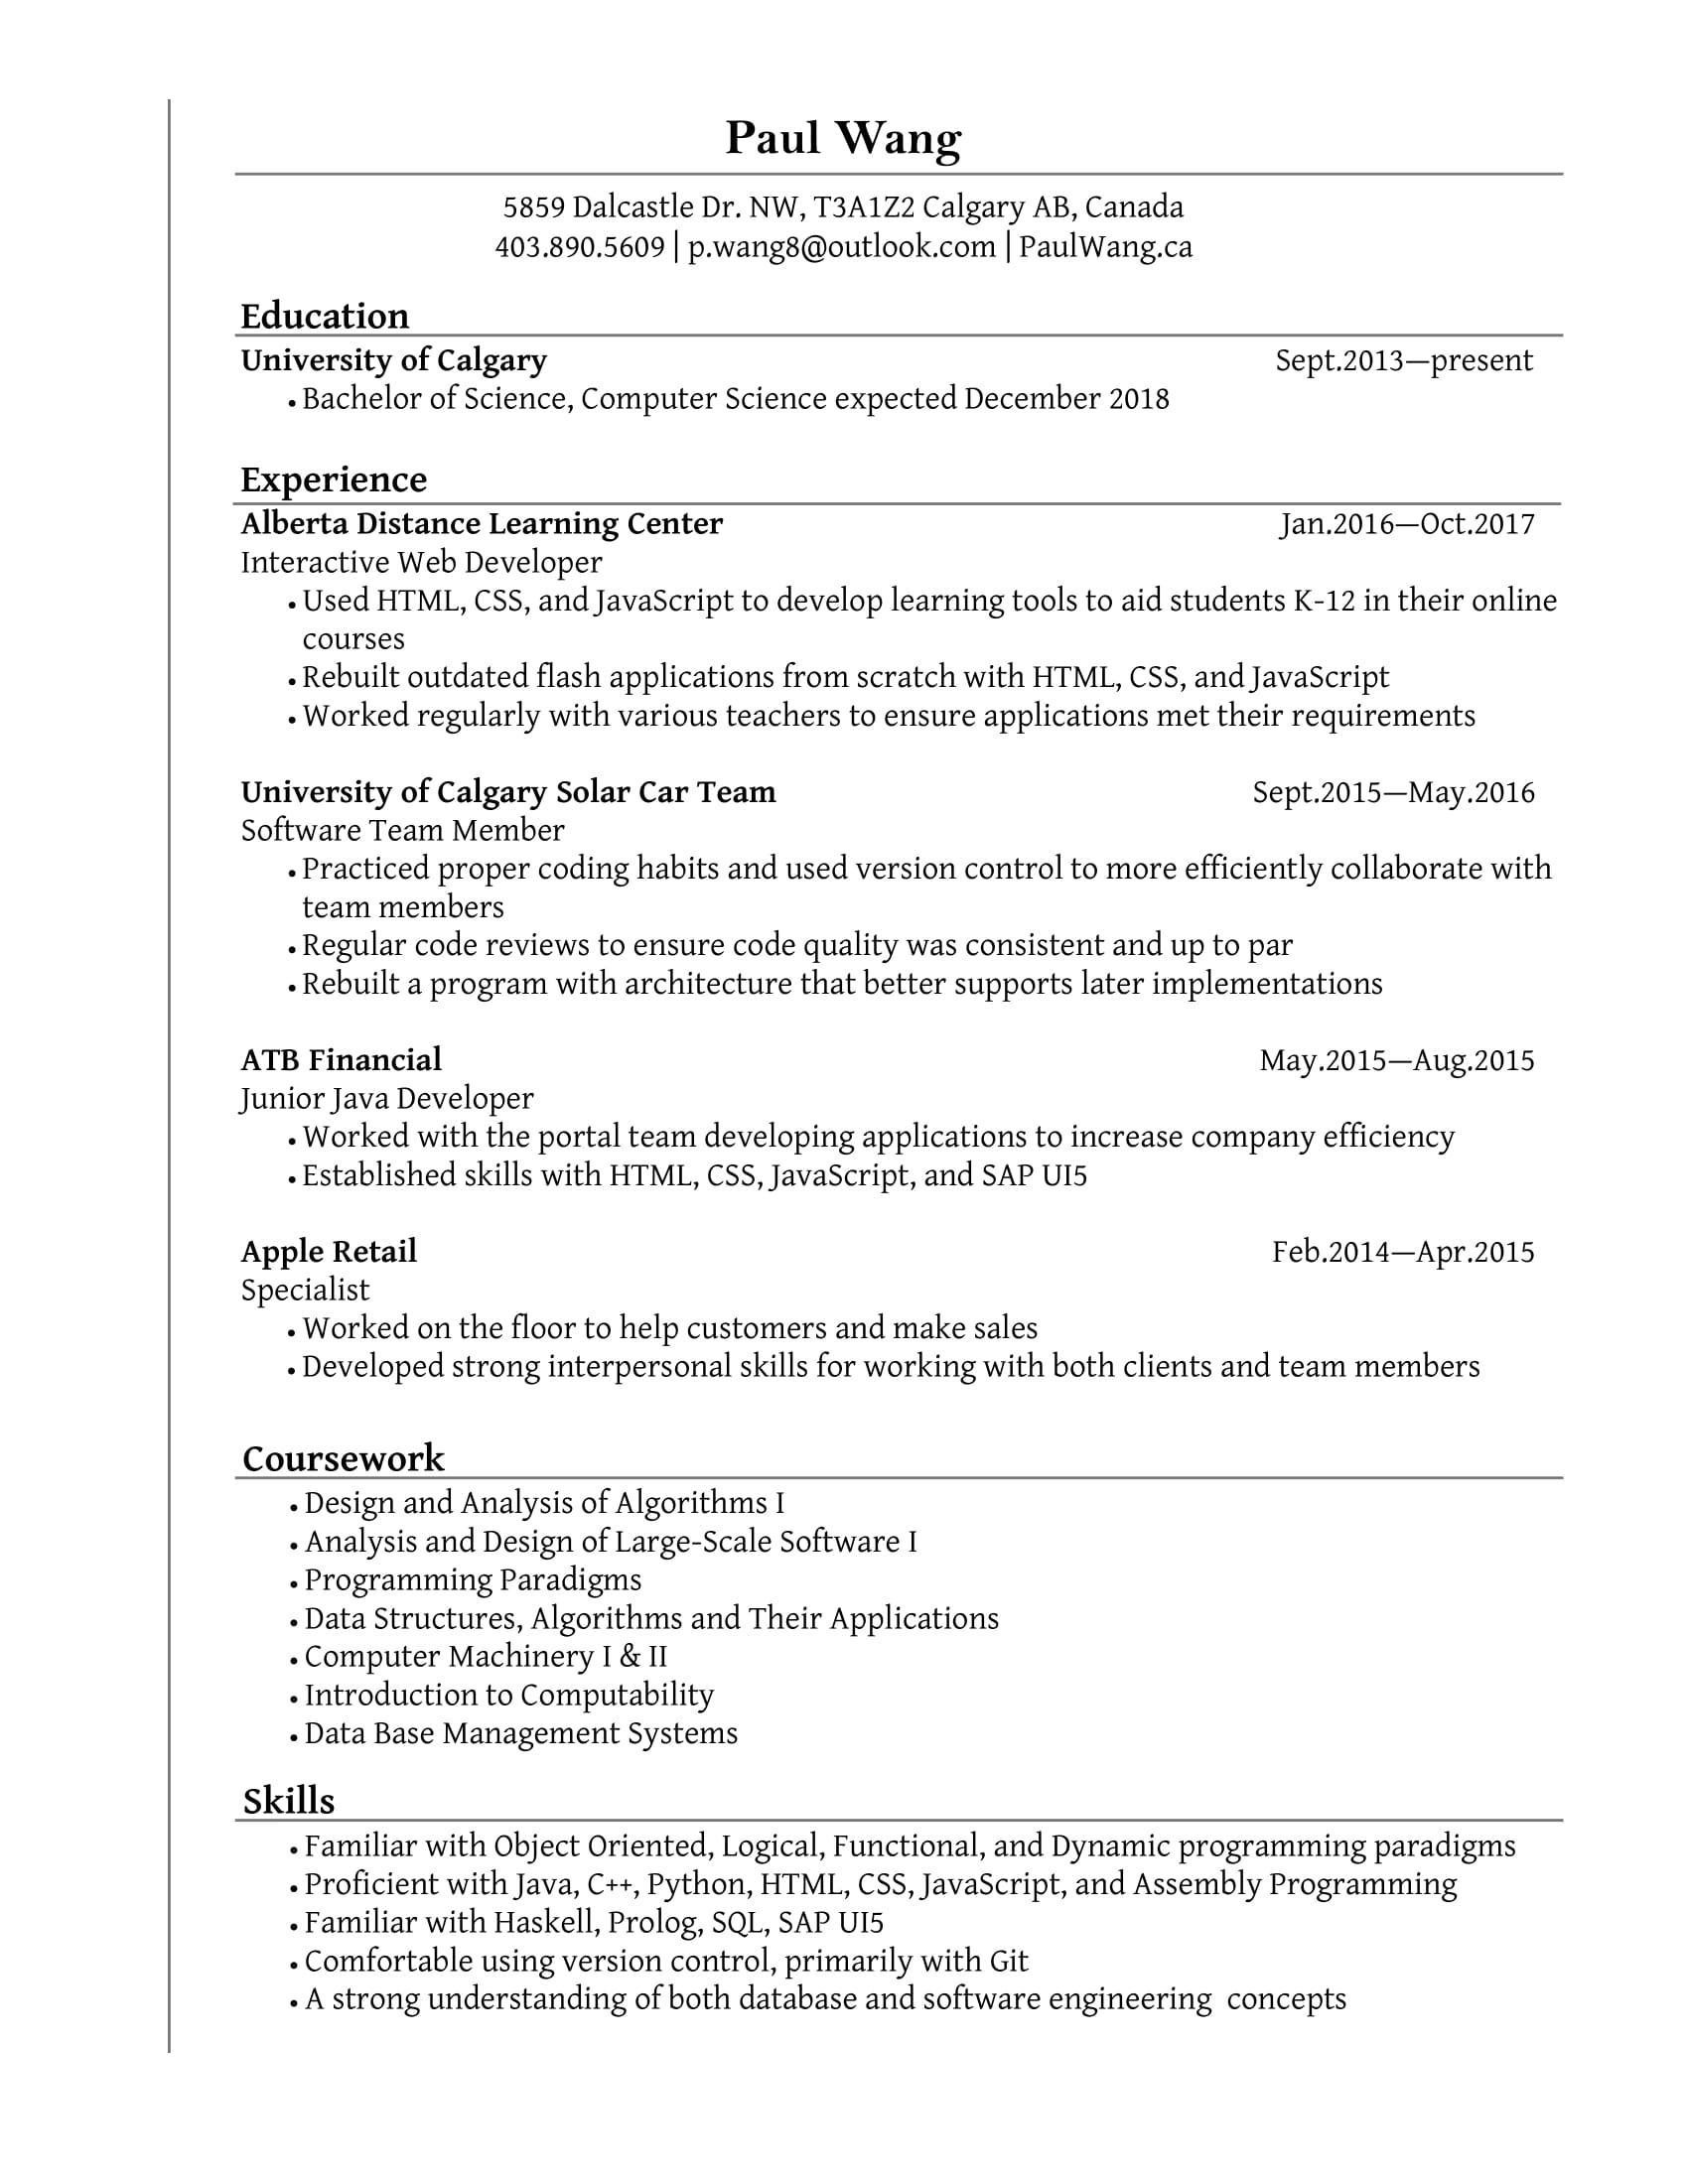 Paul Wang
5859 Dalcastle Dr. NW, T3A1Z2 Calgary AB, Canada
403.890.5609 | p.wang8@outlook.com | PaulWang.ca
Education
University of Calgary Sept.2013—present
• Bachelor of Science, Computer Science expected December 2018
Experience
Alberta Distance Learning Center Jan.2016—Oct.2017
Interactive Web Developer
• Used HTML, CSS, and JavaScript to develop learning tools to aid students K-12 in their online
courses
• Rebuilt outdated flash applications from scratch with HTML, CSS, and JavaScript
• Worked regularly with various teachers to ensure applications met their requirements
University of Calgary Solar Car Team Sept.2015—May.2016
Software Team Member
• Practiced proper coding habits and used version control to more efficiently collaborate with
team members
• Regular code reviews to ensure code quality was consistent and up to par
• Rebuilt a program with architecture that better supports later implementations
ATB Financial May.2015—Aug.2015
Junior Java Developer
• Worked with the portal team developing applications to increase company efficiency
• Established skills with HTML, CSS, JavaScript, and SAP UI5
Apple Retail Feb.2014—Apr.2015
Specialist
• Worked on the floor to help customers and make sales
• Developed strong interpersonal skills for working with both clients and team members
Coursework
• Design and Analysis of Algorithms I
• Analysis and Design of Large-Scale Software I
• Programming Paradigms
• Data Structures, Algorithms and Their Applications
• Computer Machinery I & II
• Introduction to Computability
• Data Base Management Systems
Skills
• Familiar with Object Oriented, Logical, Functional, and Dynamic programming paradigms
• Proficient with Java, C++, Python, HTML, CSS, JavaScript, and Assembly Programming
• Familiar with Haskell, Prolog, SQL, SAP UI5
• Comfortable using version control, primarily with Git
• A strong understanding of both database and software engineering  concepts